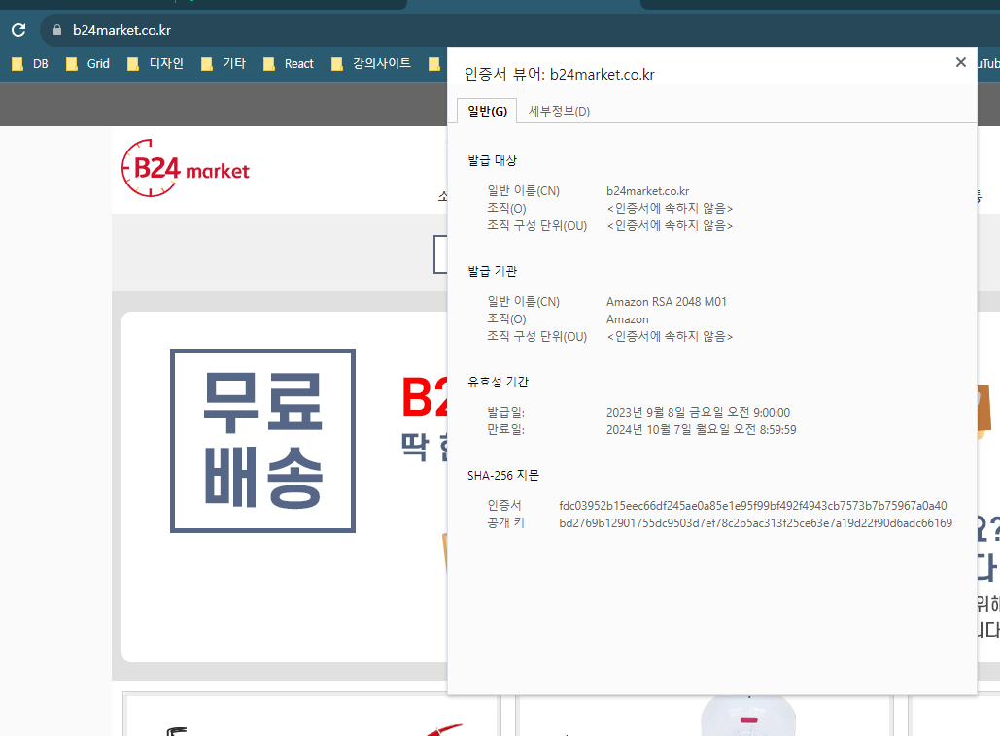 b24market.co.kr
DB
Grid
디자인
기타
React
강의사이트
B24 market
무료
배송
인증서 뷰어: b24market.co.kr
일반(G)
세부정보(D)
발급 대상
일반 이름(CN) b24market.co.kr
조직(O) <인증서에 속하지 않음>
조직 구성 단위(OU) <인증서에 속하지 않음>
발급 기관
일반 이름(CN) Amazon RSA 2048 M01
조직(O) Amazon
조직 구성 단위(OU) <인증서에 속하지 않음>
유효성 기간
발급일: 2023년 9월 8일 금요일 오전 9:00:00
만료일: 2024년 10월 7일 월요일 오전 8:59:59
SHA-256 지문
인증서 fdc03952b15eec66df245ae0a85e1e95f99bf492f4943cb7573b7b75967a0a40
공개 키 bd2769b12901755dc9503d7ef78c2b5ac313f25ce63e7a19d22f90d6adc66169